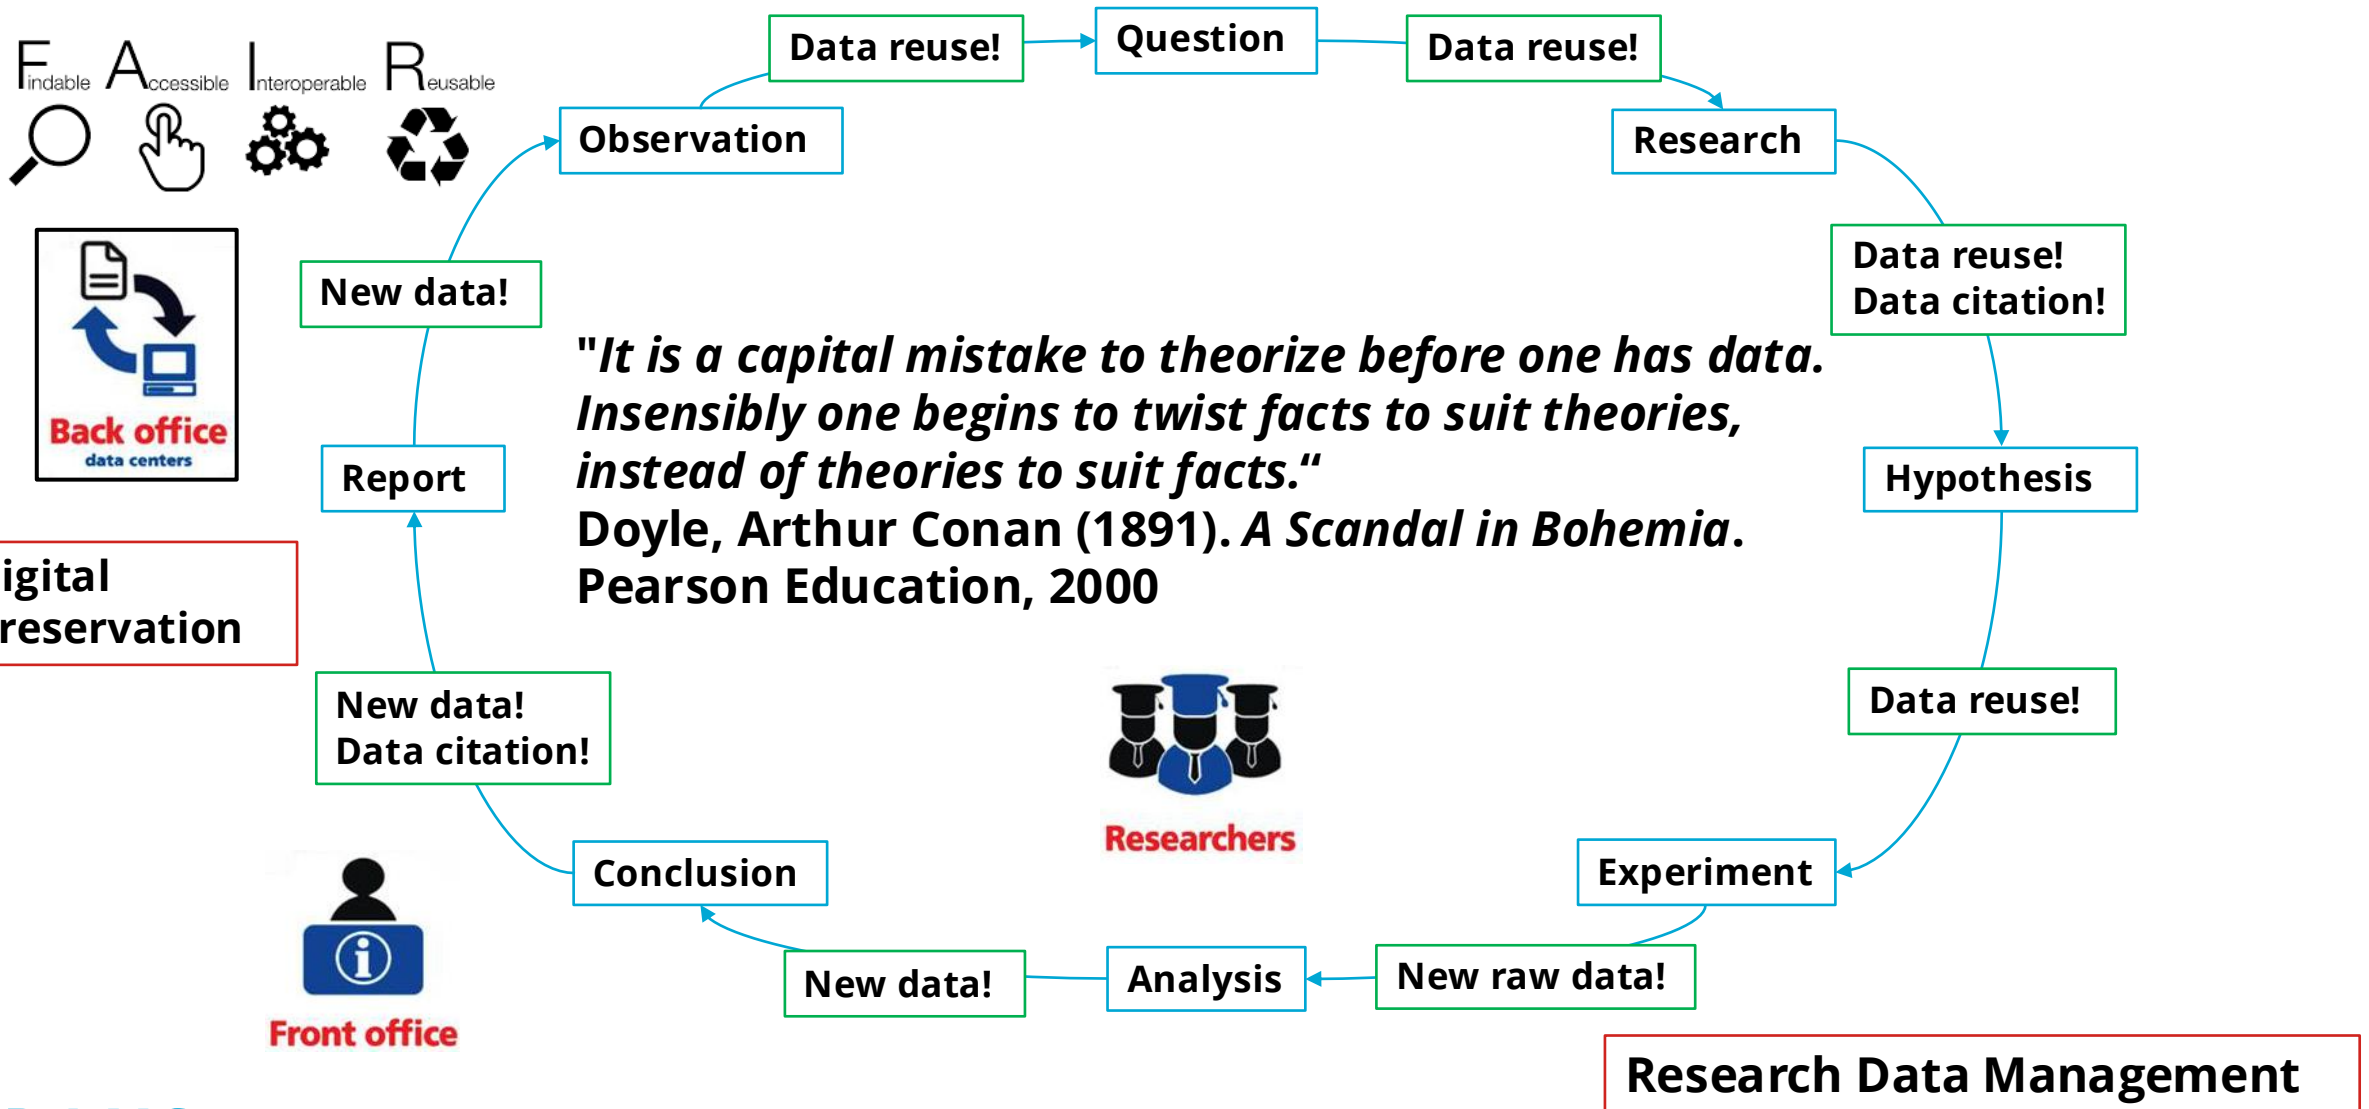 Findable Accessible Interoperable Reusable
Data reuse!
Question
Data reuse!
Observation
Research
New data!
Data reuse!
Data citation!
"It is a capital mistake to theorize before one has data.
Insensibly one begins to twist facts to suit theories,
instead of theories to suit facts.“
Doyle, Arthur Conan (1891). A Scandal in Bohemia.
Pearson Education, 2000
Back office
data centers
Report
Hypothesis
igital
reservation
New data!
Data citation!
Data reuse!
Researchers
Conclusion
Experiment
Front office
New data!
Analysis
New raw data!
Research Data Management